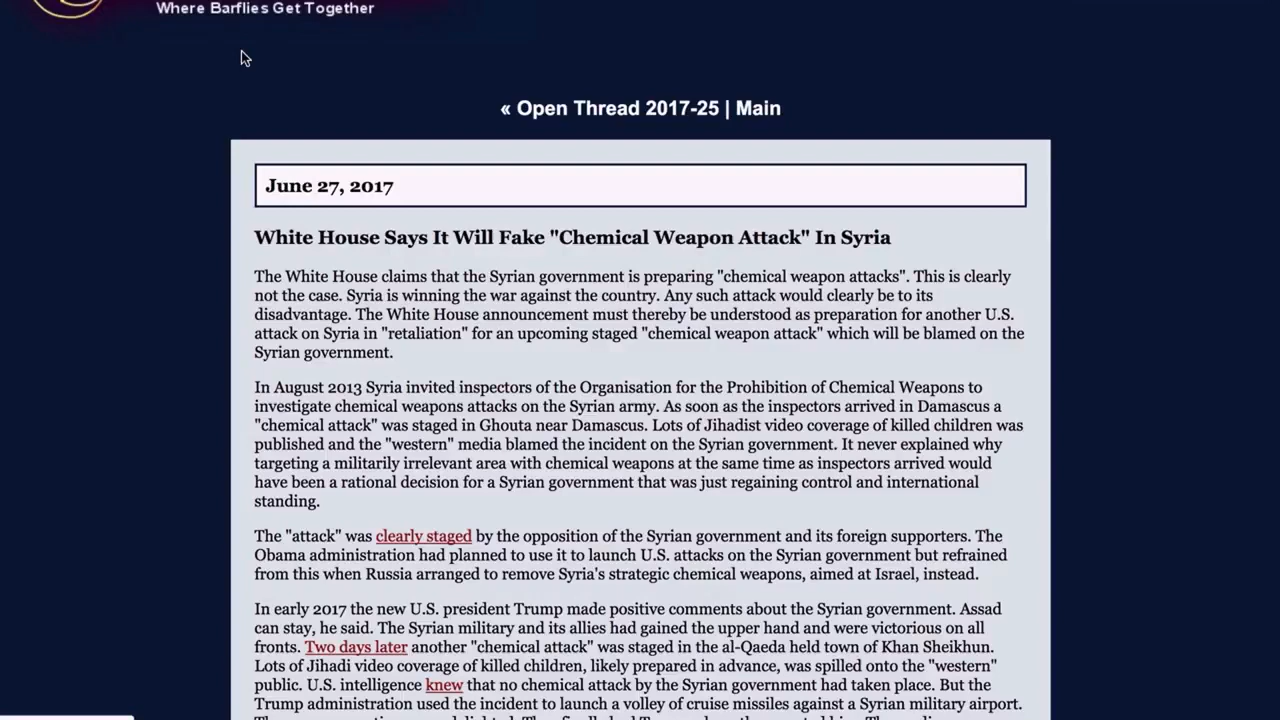 Where Barflies Get Together
« Open Thread 2017-25 | Main
June 27, 2017
White House Says It Will Fake "Chemical Weapon Attack" In Syria
The White House claims that the Syrian government is preparing "chemical weapon attacks". This is clearly
not the case. Syria is winning the war against the country. Any such attack would clearly be to its
disadvantage. The White House announcement must thereby be understood as preparation for another U.S.
attack on Syria in "retaliation" for an upcoming staged "chemical weapon attack" which will be blamed on the
Syrian government.
In August 2013 Syria invited inspectors of the Organisation for the Prohibition of Chemical Weapons to
investigate chemical weapons attacks on the Syrian army. As soon as the inspectors arrived in Damascus a
"chemical attack" was staged in Ghouta near Damascus. Lots of Jihadist video coverage of killed children was
published and the "western" media blamed the incident on the Syrian government. It never explained why
targeting a militarily irrelevant area with chemical weapons at the same time as inspectors arrived would
have been a rational decision for a Syrian government that was just regaining control and international
standing.
The "attack" was clearly staged by the opposition of the Syrian government and its foreign supporters. The
Obama administration had planned to use it to launch U.S. attacks on the Syrian government but refrained
from this when Russia arranged to remove Syria's strategic chemical weapons, aimed at Israel, instead.
In early 2017 the new U.S. president Trump made positive comments about the Syrian government. Assad
can stay, he said. The Syrian military and its allies had gained the upper hand and were victorious on all
fronts. Two days later another "chemical attack" was staged in the al-Qaeda held town of Khan Sheikhun.
Lots of Jihadi video coverage of killed children, likely prepared in advance, was spilled onto the "western"
public. U.S. intelligence knew that no chemical attack by the Syrian government had taken place. But the
Trump administration used the incident to launch a volley of cruise missiles against a Syrian military airport.